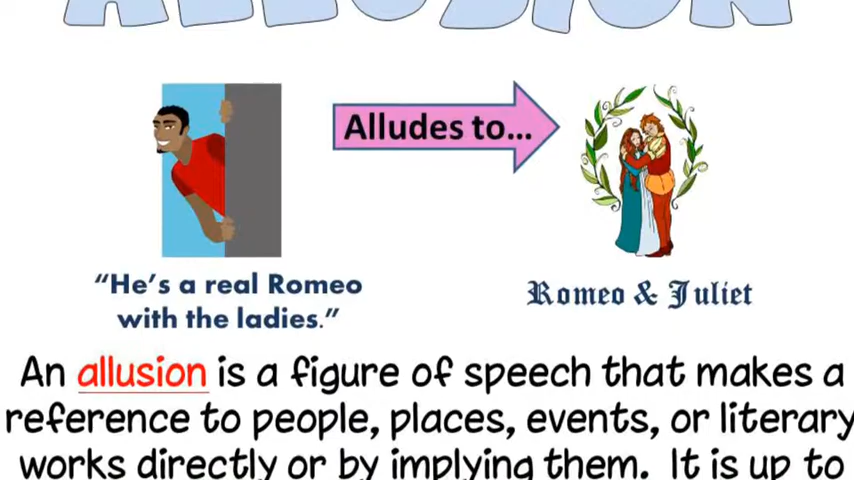 ALLUSION
Alludes to...
"He's a real Romeo
with the ladies."
Romeo & Juliet
An allusion is a figure of speech that makes a
reference to people, places, events, or literary
works directly or by implying them. It is up to